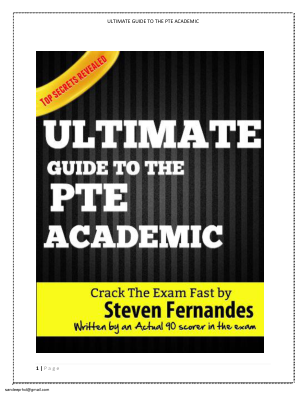 ULTIMATE GUIDE TO THE PTE ACADEMIC
TOP SECRETS REVEALED
ULTIMATE
GUIDE TO THE
PTE
ACADEMIC
Crack The Exam Fast by
Steven Fernandes
Written by an Actual 90 scorer in the exam
1 | Page